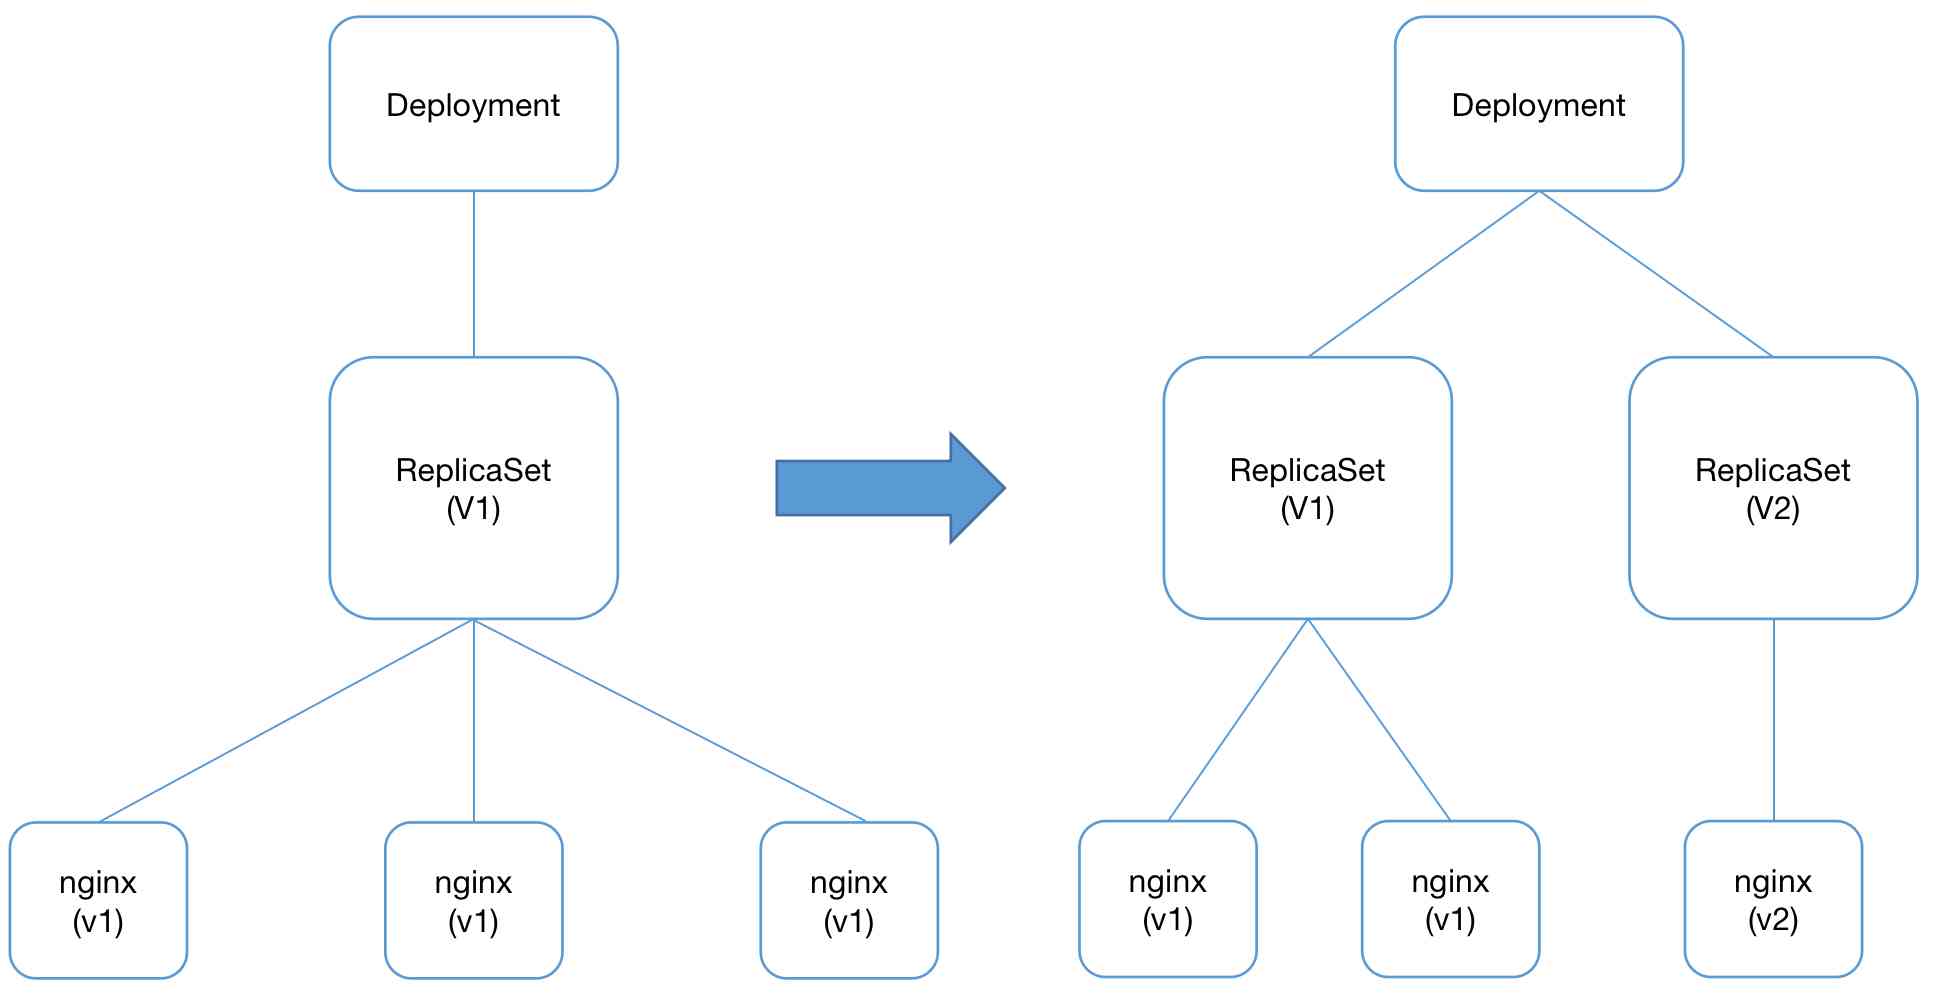 Deployment
Deployment
ReplicaSet
(V1)
ReplicaSet
(V1)
ReplicaSet
(V2)
nginx
(v1)
nginx
(v1)
nginx
(v1)
nginx
(v1)
nginx
(v1)
nginx
(v2)